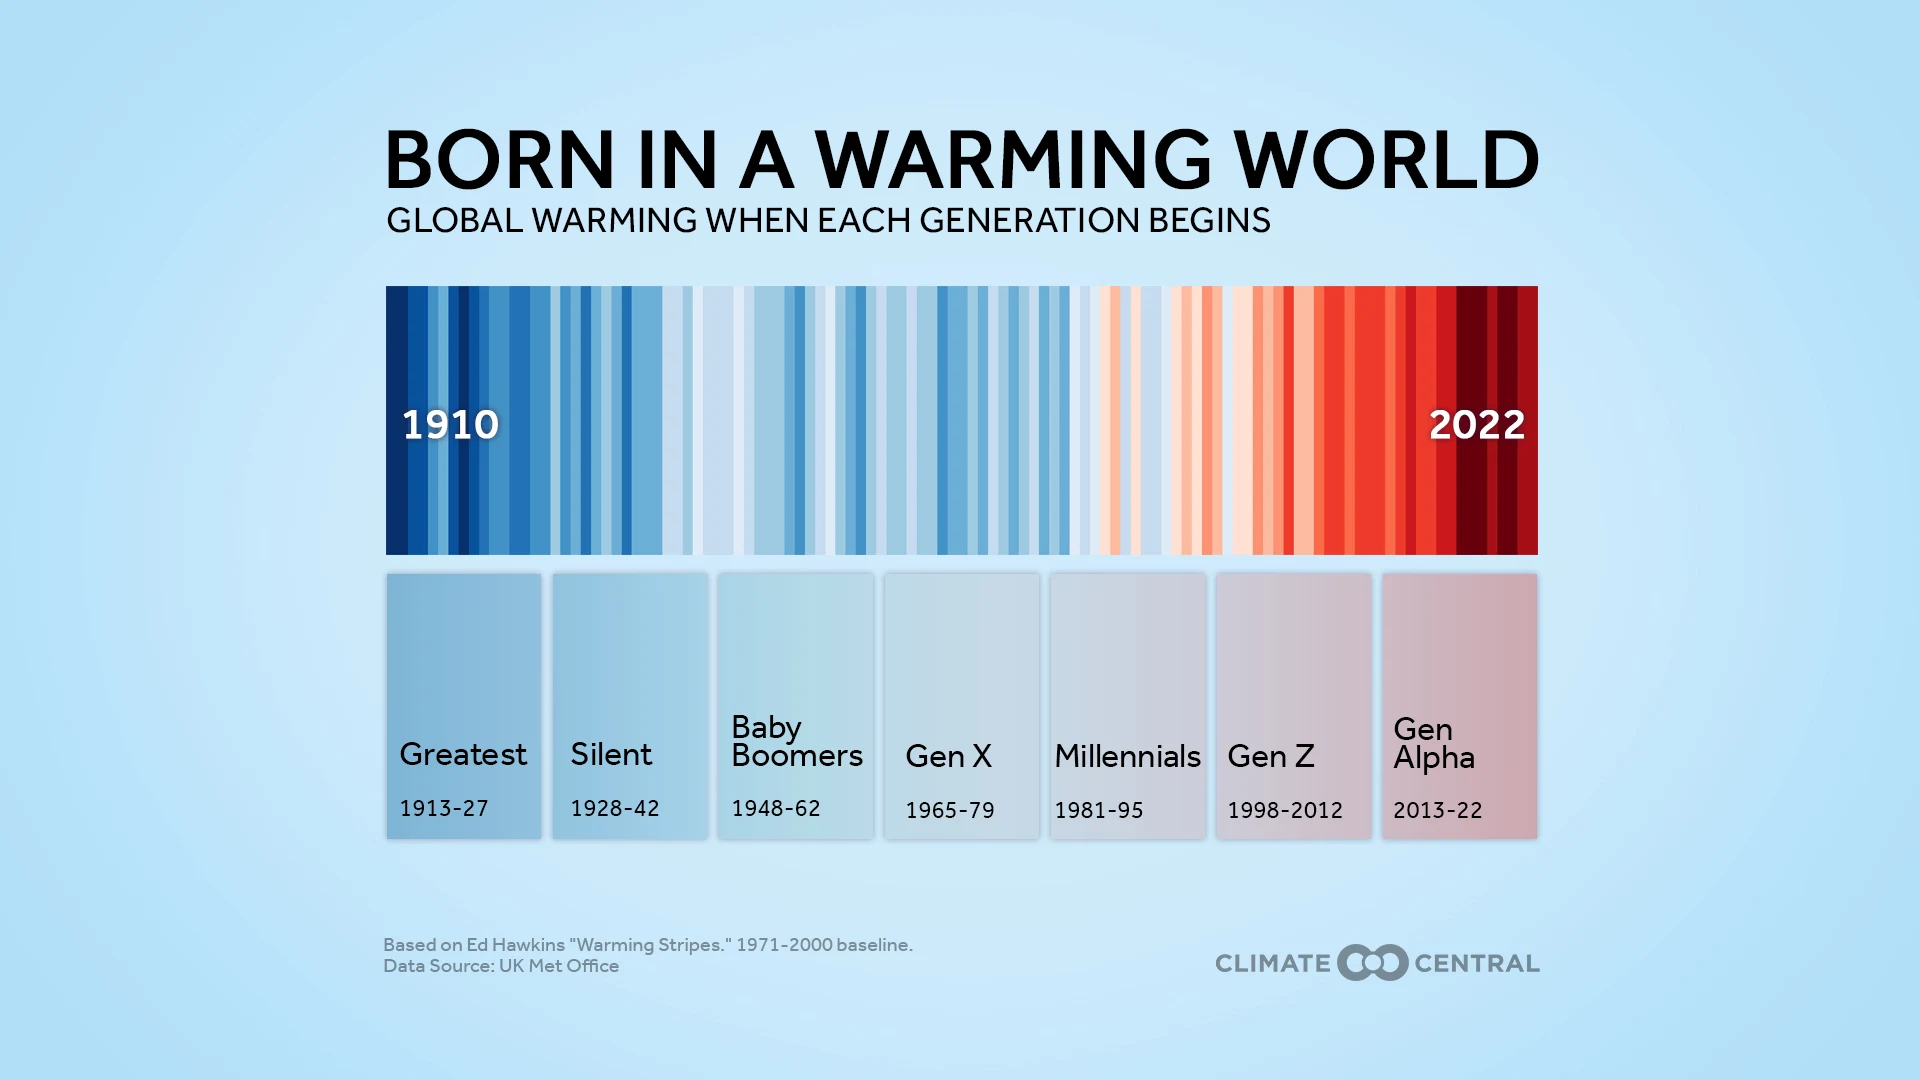 BORN IN A WARMING WORLD
GLOBAL WARMING WHEN EACH GENERATION BEGINS
1910
2022
Greatest
1913-27
Silent
1928-42
Baby
Boomers
1948-62
Gen X
1965-79
Millennials
1981-95
Gen Z
1998-2012
Gen
Alpha
2013-22
Based on Ed Hawkins "Warming Stripes." 1971-2000 baseline.
Data Source: UK Met Office
CLIMATE CENTRAL